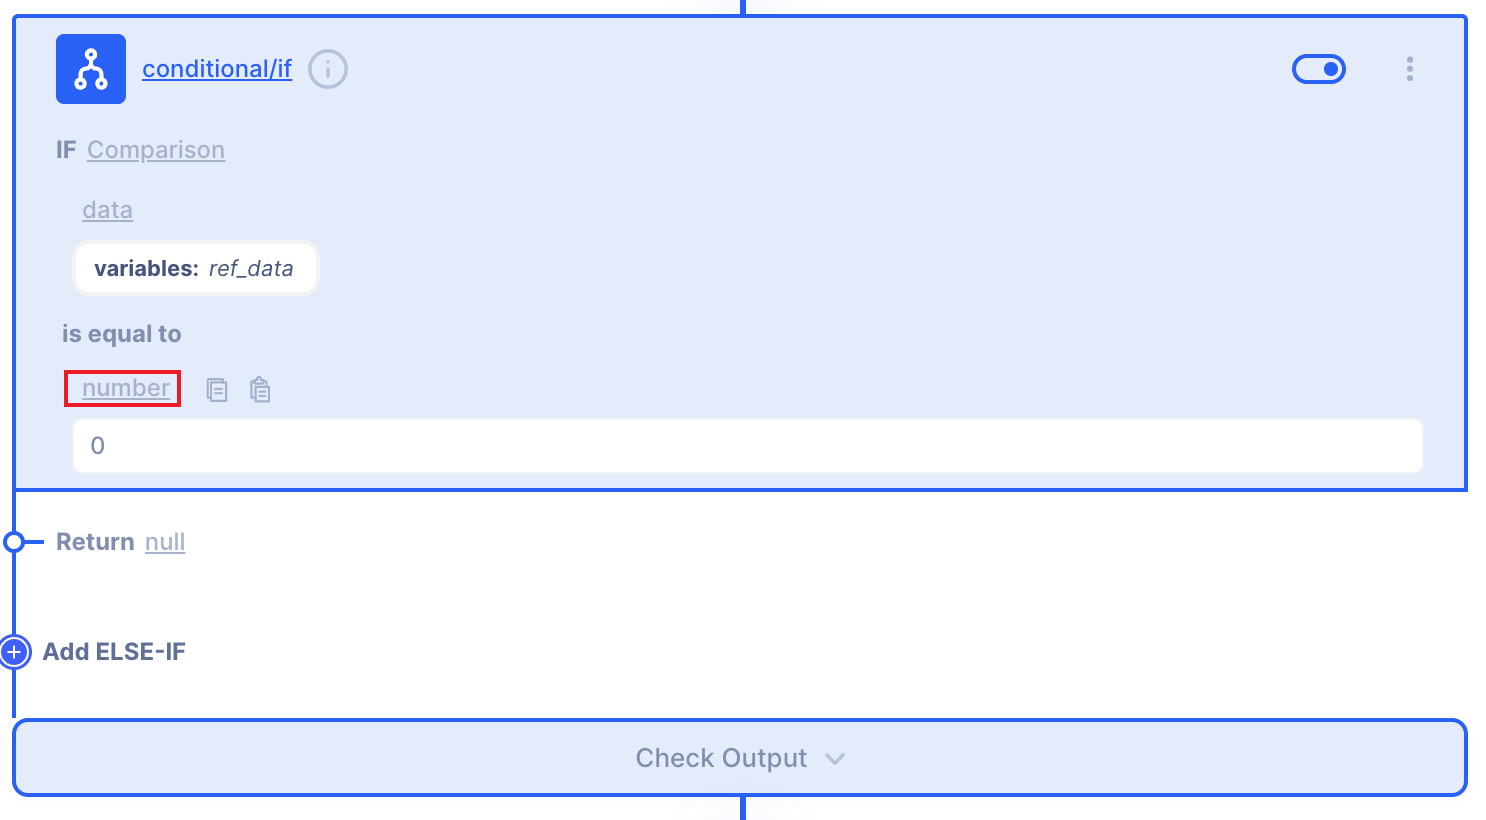 conditional/if
IF Comparison
data
variables: ref_data
is equal to
number
0
Return null
Add ELSE-IF
Check Output